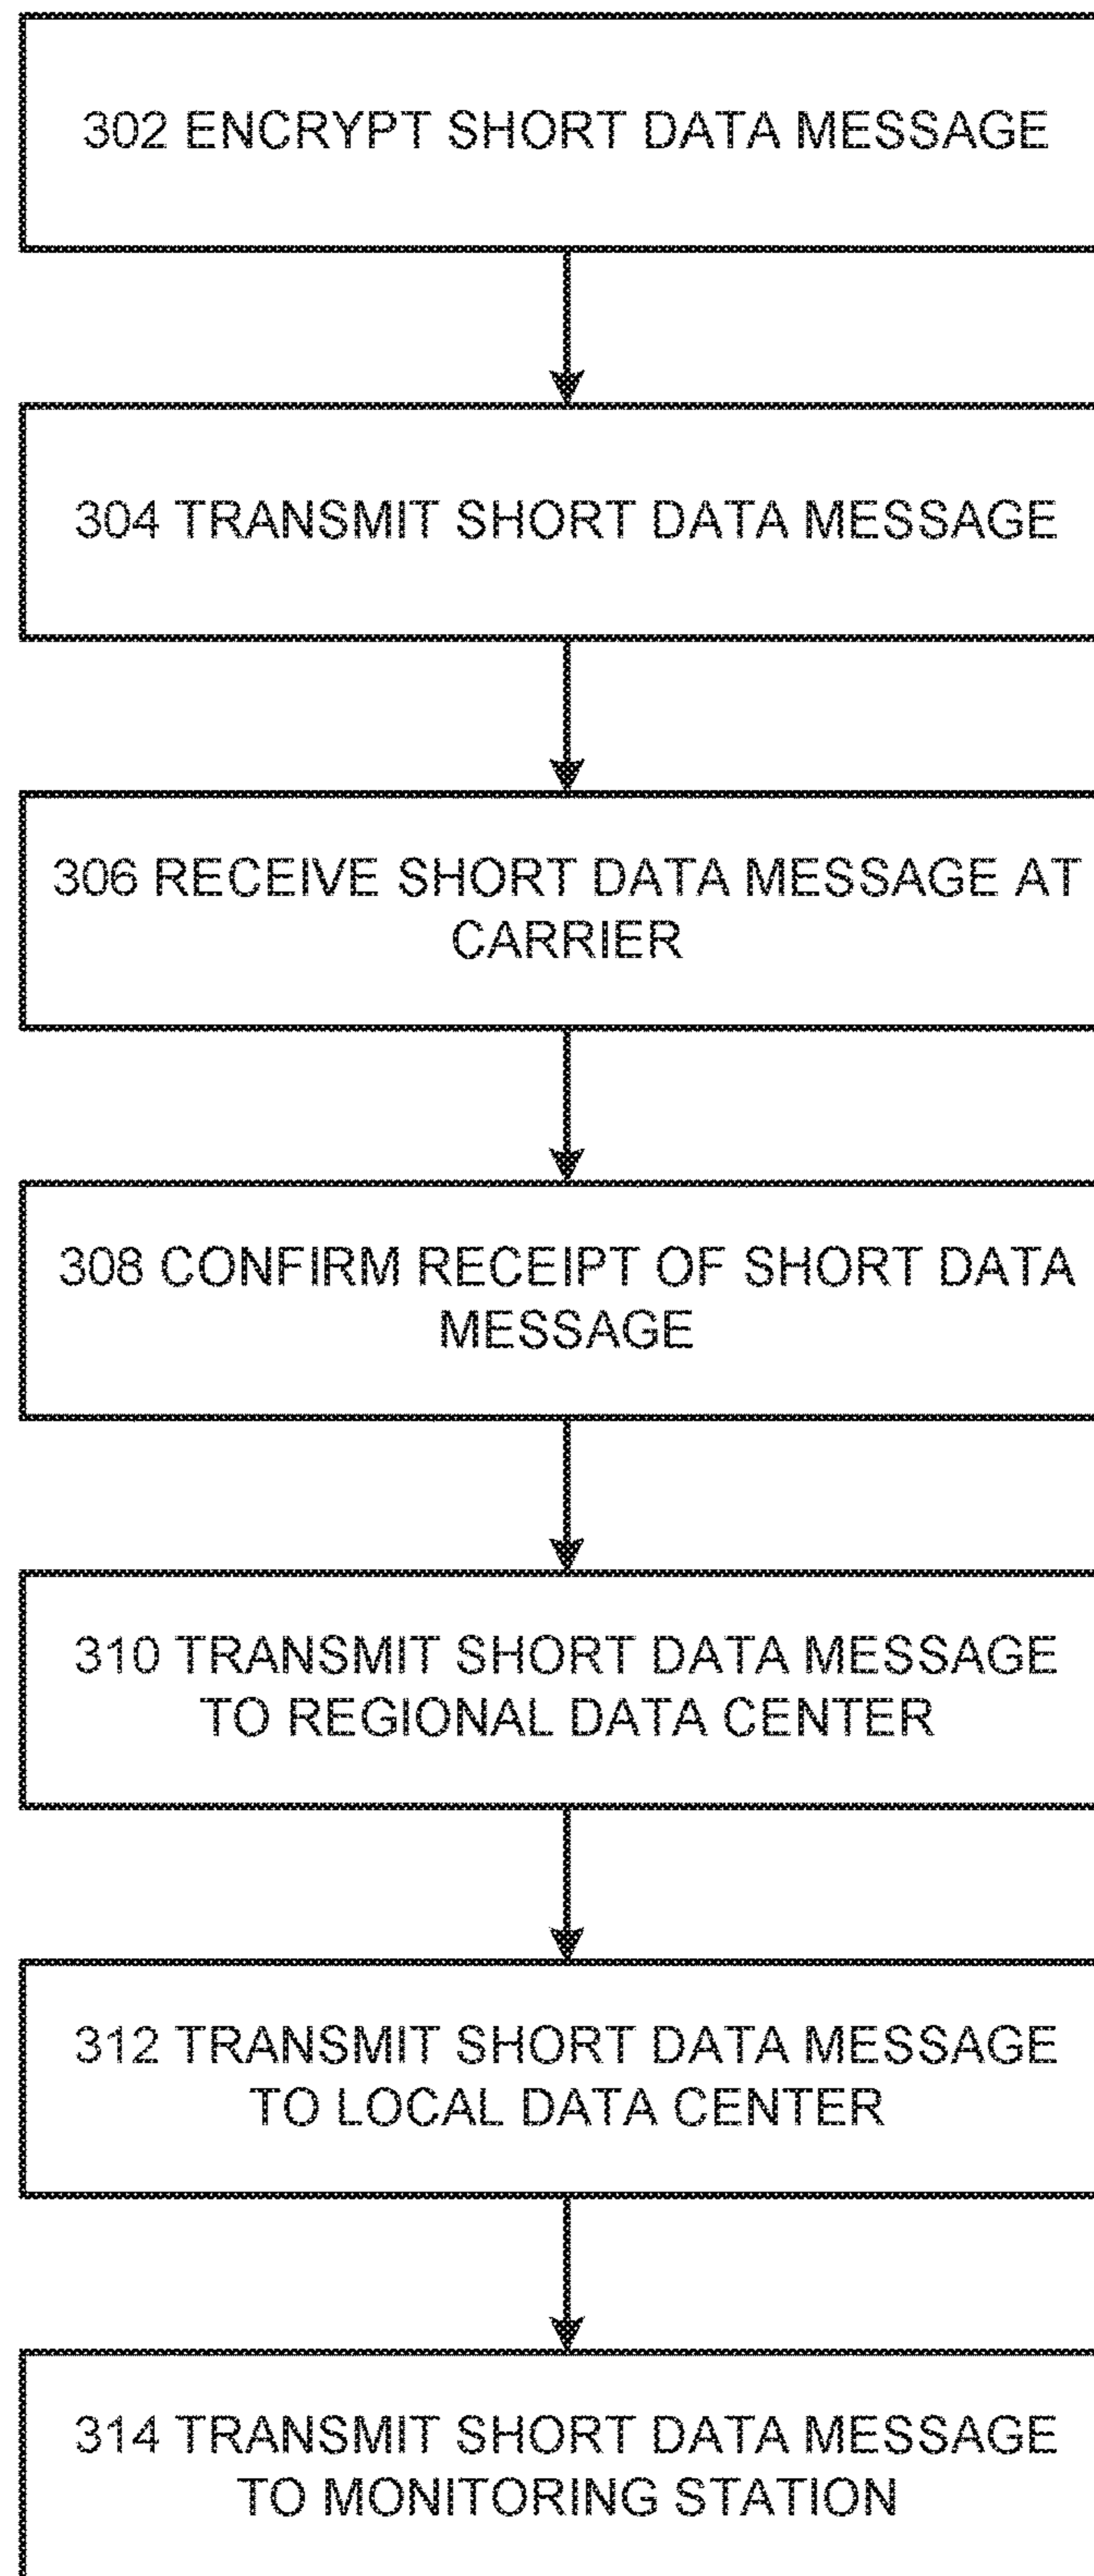 302 ENCRYPT SHORT DATA MESSAGE
304 TRANSMIT SHORT DATA MESSAGE
306 RECEIVE SHORT DATA MESSAGE AT
CARRIER
308 CONFIRM RECEIPT OF SHORT DATA
MESSAGE
310 TRANSMIT SHORT DATA MESSAGE
TO REGIONAL DATA CENTER
312 TRANSMIT SHORT DATA MESSAGE
TO LOCAL DATA CENTER
314 TRANSMIT SHORT DATA MESSAGE
TO MONITORING STATION